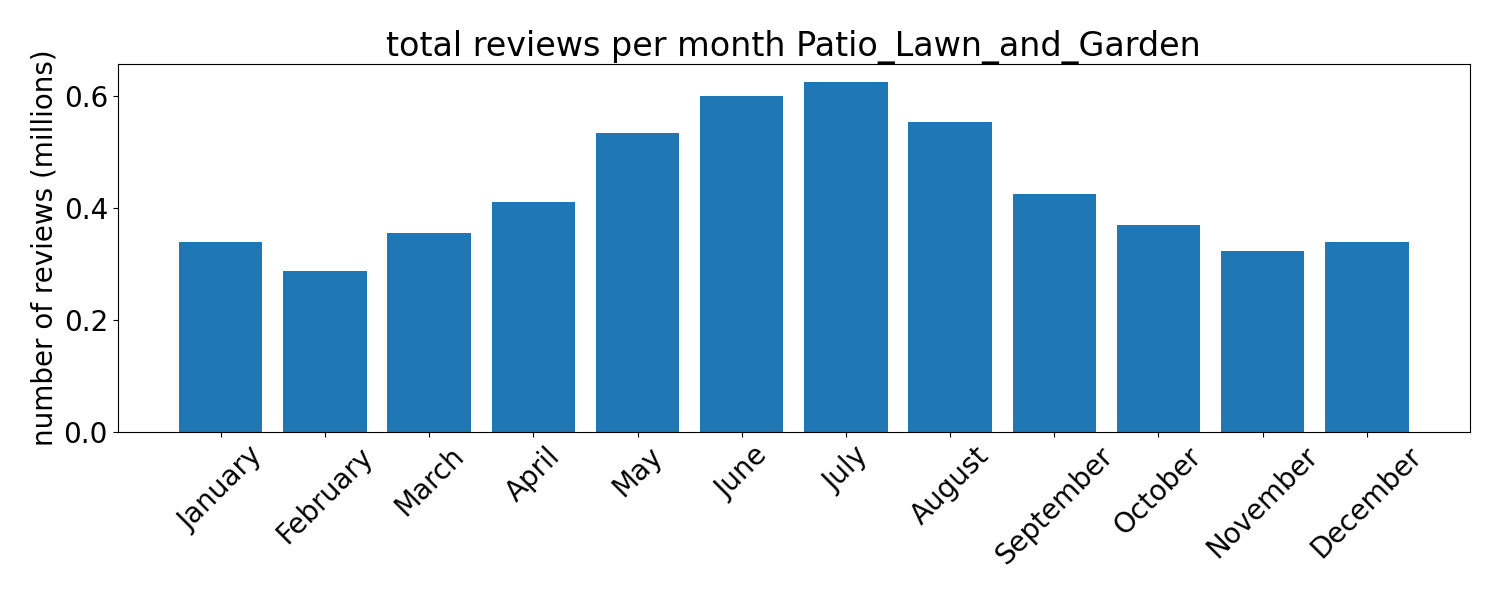 total reviews per month Patio_Lawn_and_Garden
number of reviews (millions)
0.6
0.4
0.2
0.0
January
February
March
April
May
June
July
August
September
October
November
December